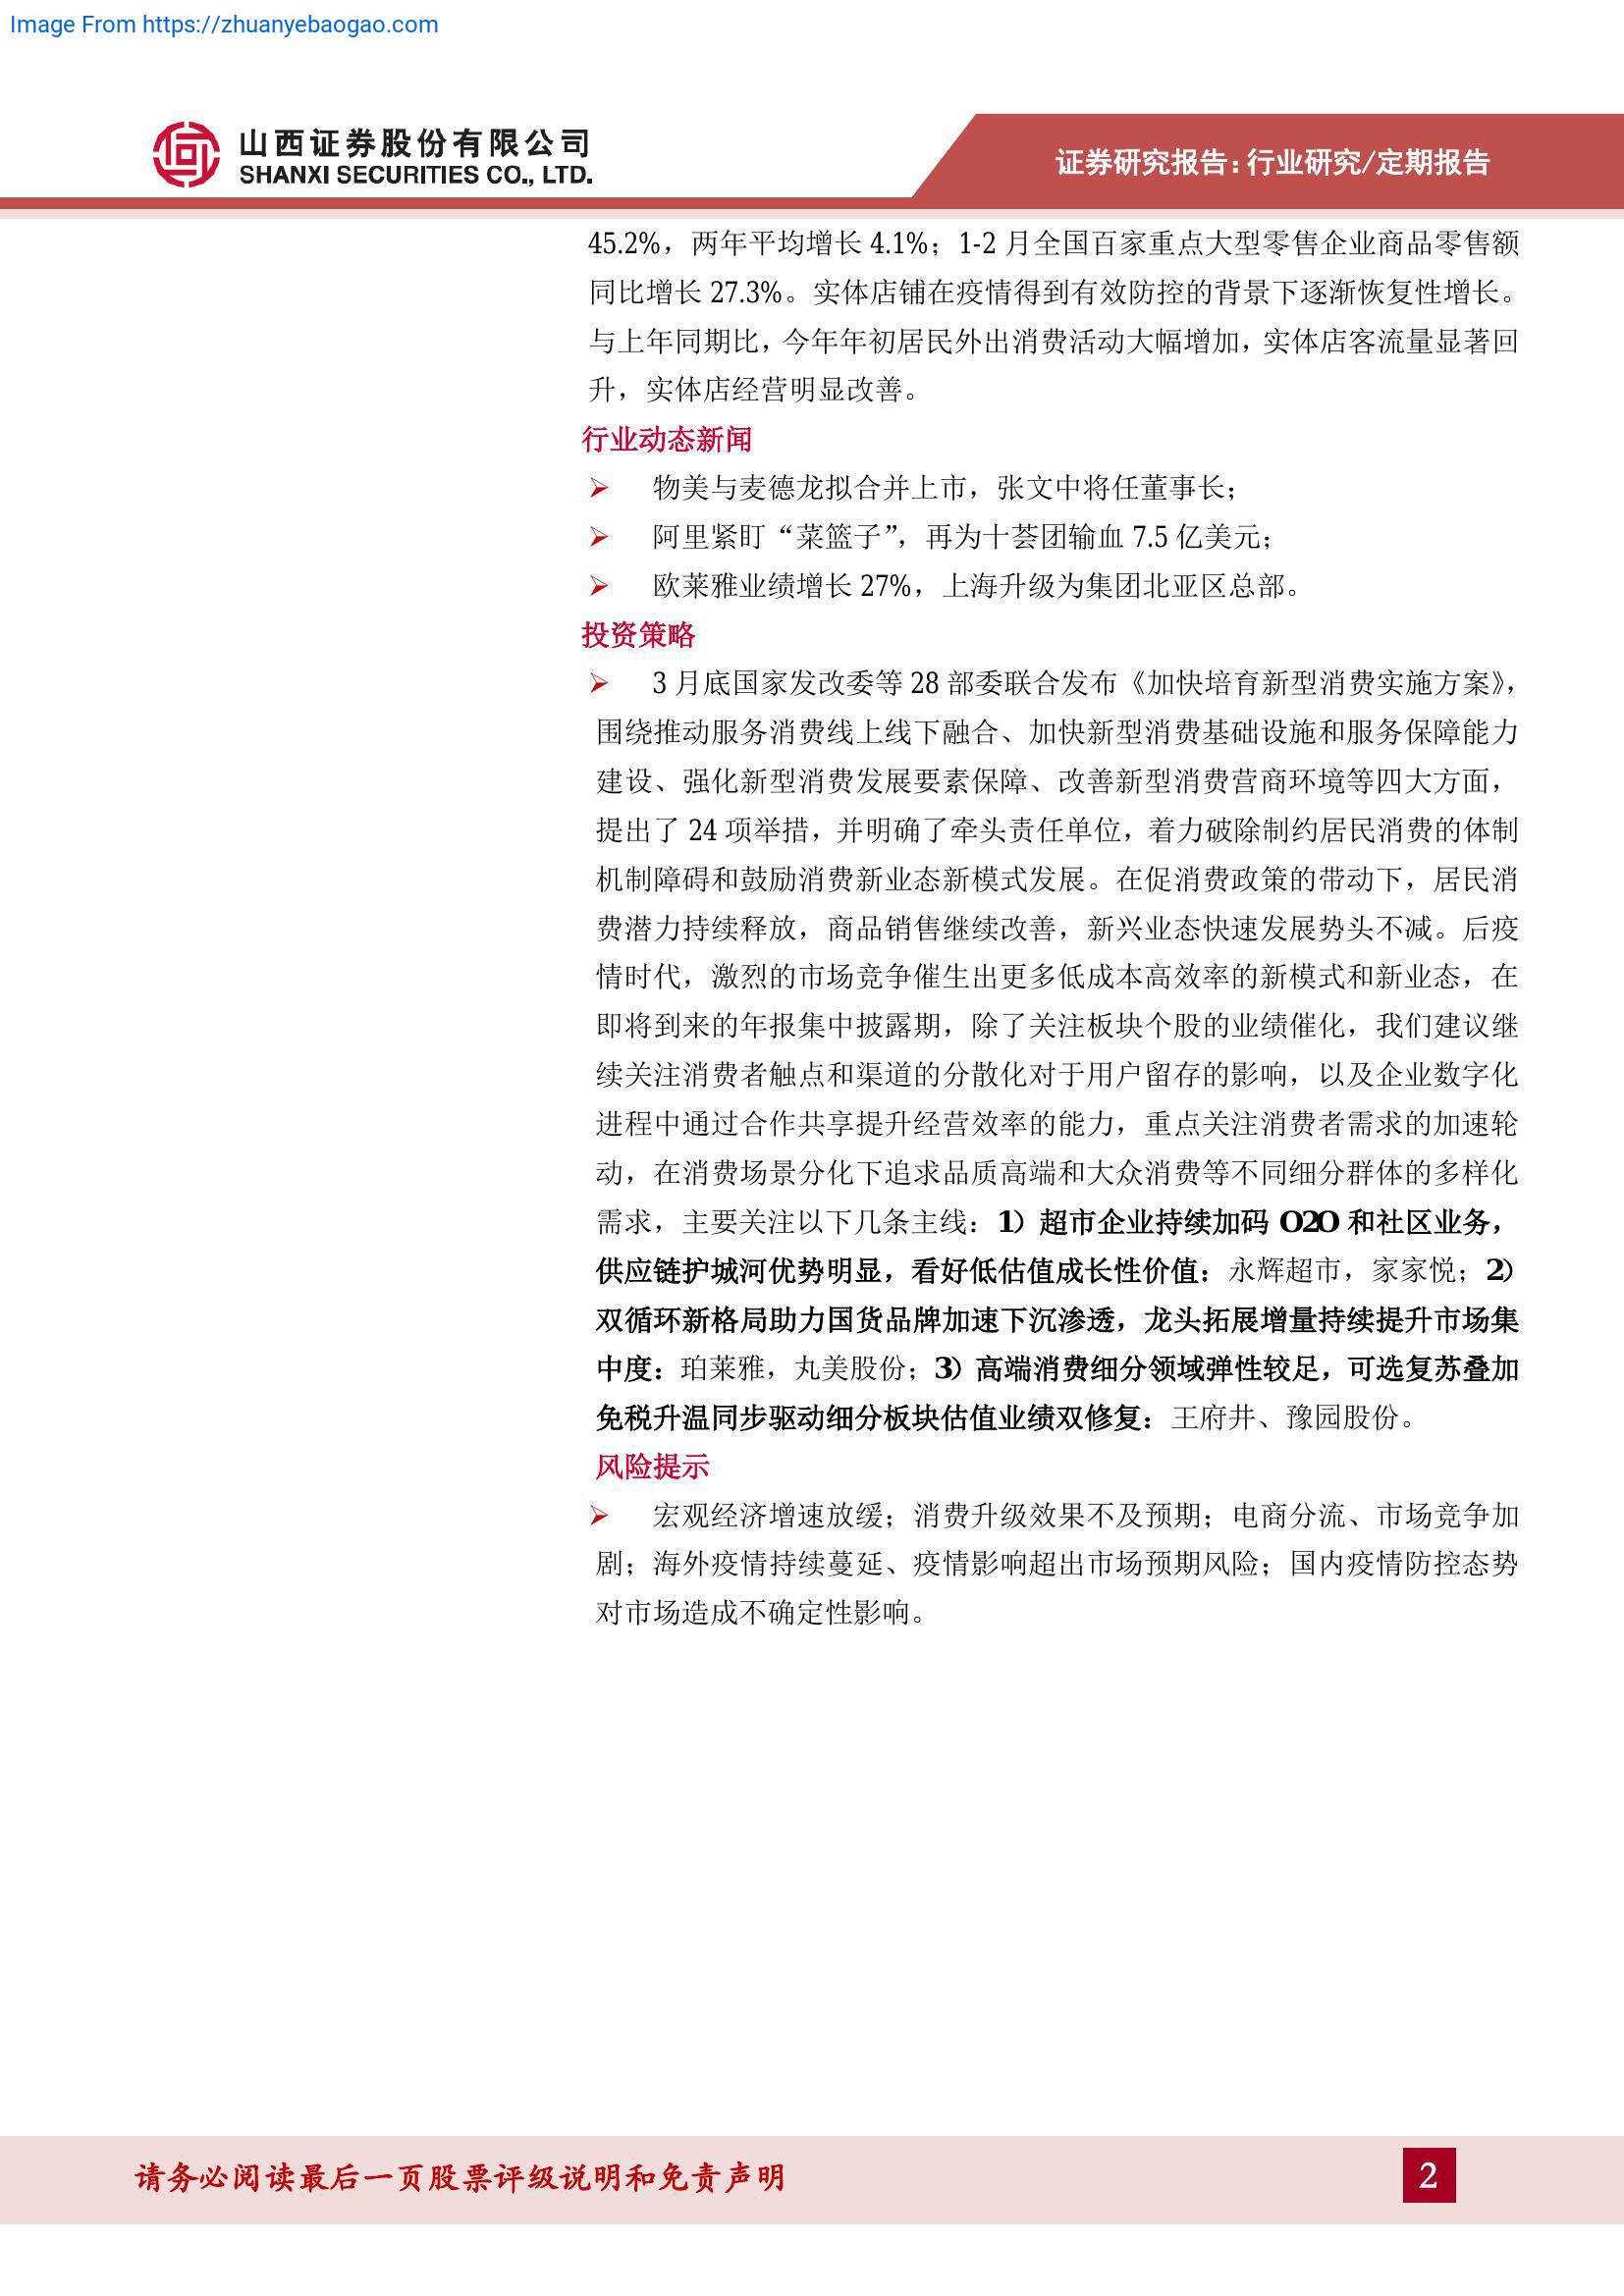 Image From https://zhuanyebaogao.com
山西证券股份有限公司
SHANXI SECURITIES CO., LTD.
证券研究报告：行业研究/定期报告
45.2%，两年平均增长 4.1%；1-2 月全国百家重点大型零售企业商品零售额
同比增长 27.3%。实体店铺在疫情得到有效防控的背景下逐渐恢复性增长。
与上年同期比，今年年初居民外出消费活动大幅增加，实体店客流量显著回
升，实体店经营明显改善。
行业动态新闻
➢ 物美与麦德龙拟合并上市，张文中将任董事长；
➢ 阿里紧盯“菜篮子”，再为十荟团输血 7.5 亿美元；
➢ 欧莱雅业绩增长 27%，上海升级为集团北亚区总部。
投资策略
➢ 3 月底国家发改委等 28 部委联合发布《加快培育新型消费实施方案》，
围绕推动服务消费线上线下融合、加快新型消费基础设施和服务保障能力
建设、强化新型消费发展要素保障、改善新型消费营商环境等四大方面，
提出了 24 项举措，并明确了牵头责任单位，着力破除制约居民消费的体制
机制障碍和鼓励消费新业态新模式发展。在促消费政策的带动下，居民消
费潜力持续释放，商品销售继续改善，新兴业态快速发展势头不减。后疫
情时代，激烈的市场竞争催生出更多低成本高效率的新模式和新业态，在
即将到来的年报集中披露期，除了关注板块个股的业绩催化，我们建议继
续关注消费者触点和渠道的分散化对于用户留存的影响，以及企业数字化
进程中通过合作共享提升经营效率的能力，重点关注消费者需求的加速轮
动，在消费场景分化下追求品质高端和大众消费等不同细分群体的多样化
需求，主要关注以下几条主线：1）超市企业持续加码 O2O 和社区业务，
供应链护城河优势明显，看好低估值成长性价值：永辉超市，家家悦；2）
双循环新格局助力国货品牌加速下沉渗透，龙头拓展增量持续提升市场集
中度：珀莱雅，丸美股份；3）高端消费细分领域弹性较足，可选复苏叠加
免税升温同步驱动细分板块估值业绩双修复：王府井、豫园股份。
风险提示
➢ 宏观经济增速放缓；消费升级效果不及预期；电商分流、市场竞争加
剧；海外疫情持续蔓延、疫情影响超出市场预期风险；国内疫情防控态势
对市场造成不确定性影响。
请务必阅读最后一页股票评级说明和免责声明
2